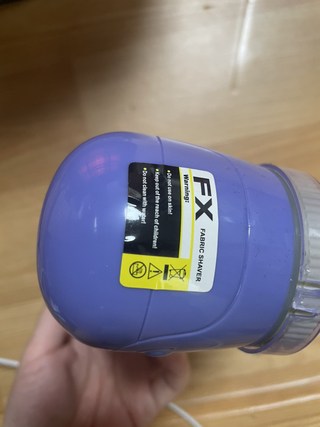 FX
FABRIC SHAVER
Warning:
•Do not use on skin!
•Keep out of the reach of children!
•Do not clean with water!